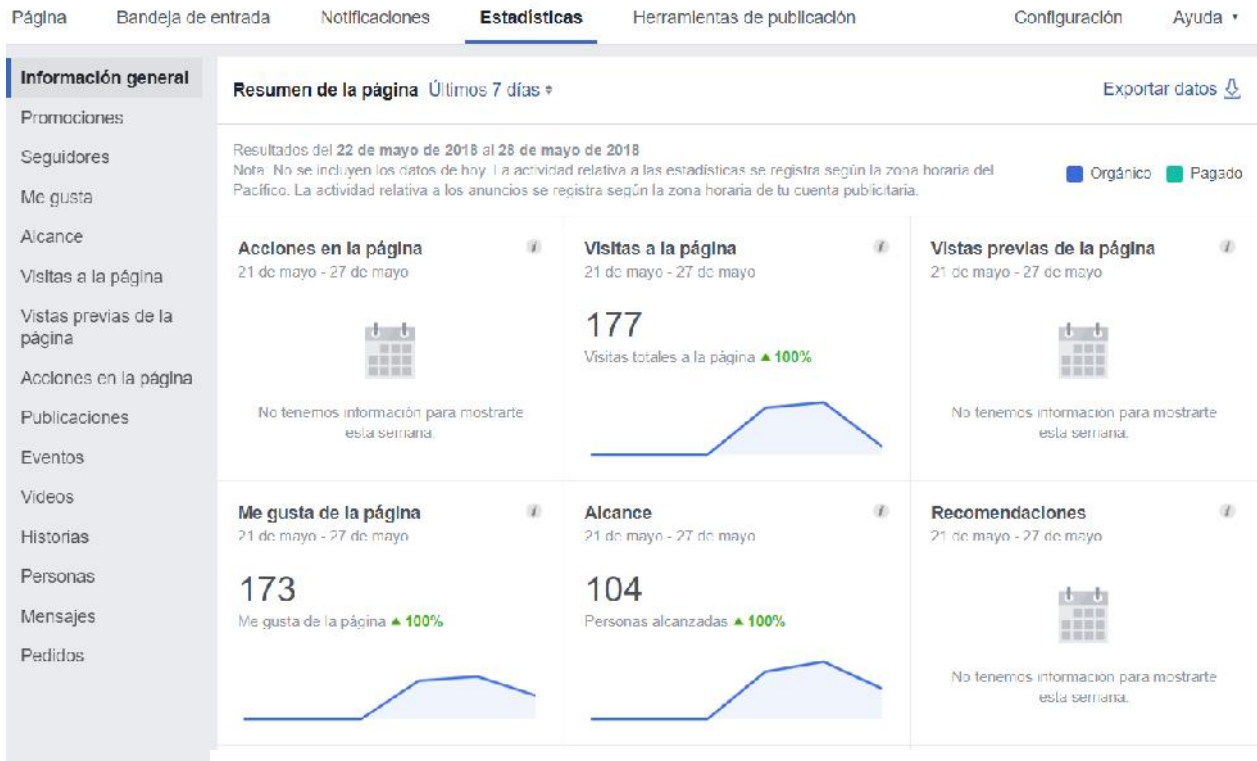 Página Bandeja de entrada Notificaciones Estadísticas Herramientas de publicación Configuración Ayuda
Información general
Promociones
Seguidores
Me gusta
Alcance
Visitas a la página
Vistas previas de la
página
Acciones en la página
Publicaciones
Eventos
Videos
Historias
Personas
Mensajes
Pedidos
Resumen de la página Últimos 7 días
Exportar datos
Resultados del 22 de mayo de 2018 al 28 de mayo de 2018
Nota: No se incluyen los datos de hoy. La actividad relativa a las estadísticas se registra según la zona horaria del
Pacífico. La actividad relativa a los anuncios se registra según la zona horaria de tu cuenta publicitaria.
Orgánico Pagado
Acciones en la página
21 de mayo - 27 de mayo
No tenemos información para mostrarte
esta semana.
Visitas a la página
21 de mayo - 27 de mayo
177
Visitas totales a la página ▲ 100%
Vistas previas de la página
21 de mayo - 27 de mayo
No tenemos información para mostrarte
esta semana.
Me gusta de la página
21 de mayo - 27 de mayo
173
Me gusta de la página ▲ 100%
Alcance
21 de mayo - 27 de mayo
104
Personas alcanzadas ▲ 100%
Recomendaciones
21 de mayo - 27 de mayo
No tenemos información para mostrarte
esta semana.